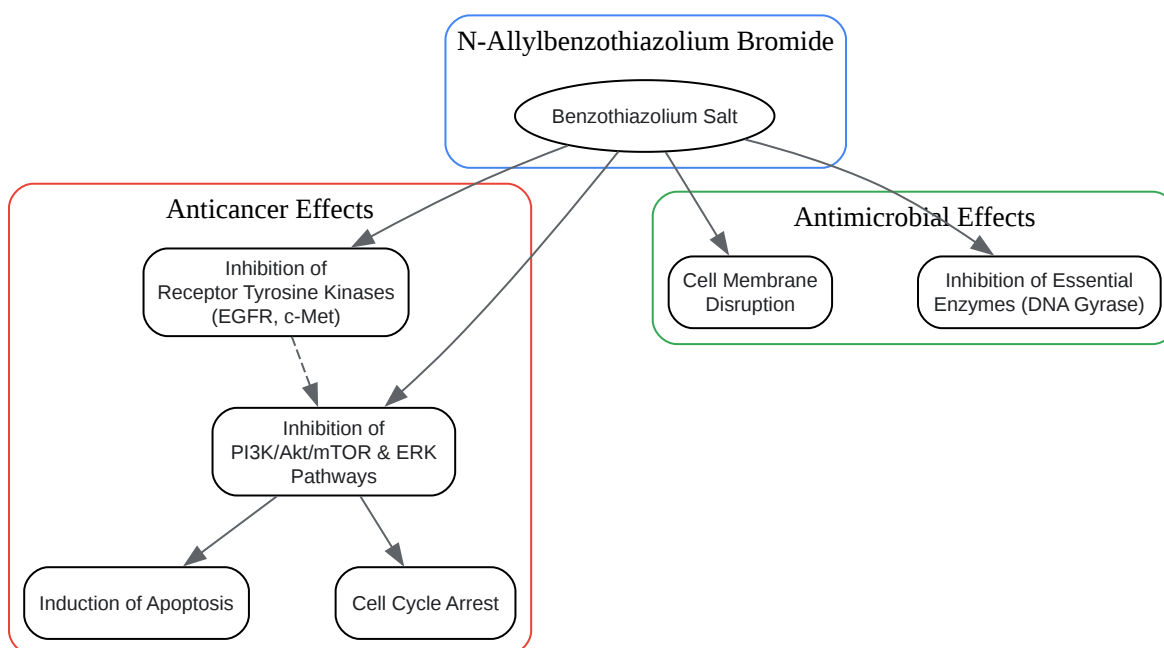 N-Allylbenzothiazolium Bromide
Benzothiazolium Salt
Anticancer Effects
Inhibition of
Receptor Tyrosine Kinases
(EGFR, c-Met)
Inhibition of
PI3K/Akt/mTOR & ERK
Pathways
Induction of Apoptosis
Cell Cycle Arrest
Antimicrobial Effects
Cell Membrane
Disruption
Inhibition of Essential
Enzymes (DNA Gyrase)